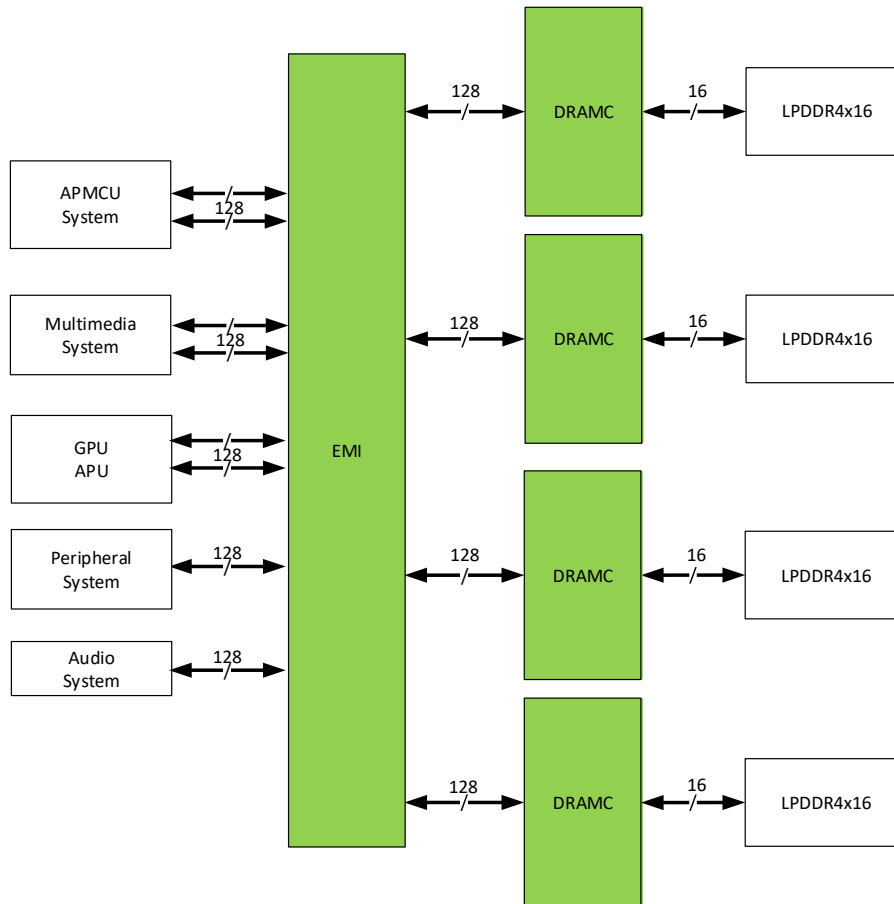 APMCU
System
128
Multimedia
System
128
GPU
APU
128
Peripheral
System
128
Audio
System
128
EMI
128
DRAMC
16
LPDDR4x16
128
DRAMC
16
LPDDR4x16
128
DRAMC
16
LPDDR4x16
128
DRAMC
16
LPDDR4x16